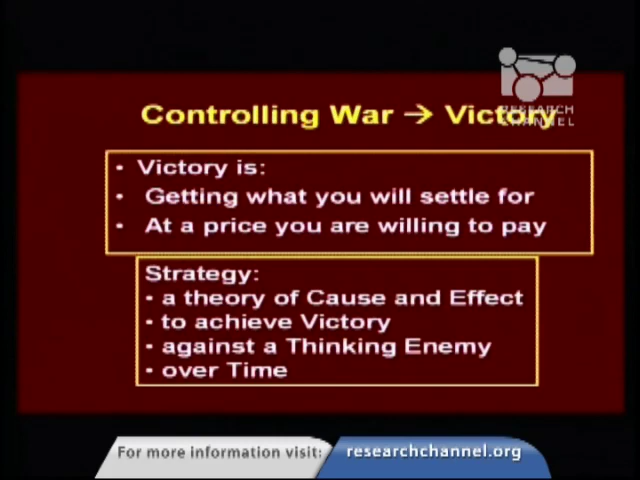 RESEARCH
CHANNEL
Controlling War → Victory
• Victory is:
• Getting what you will settle for
• At a price you are willing to pay
Strategy:
• a theory of Cause and Effect
• to achieve Victory
• against a Thinking Enemy
• over Time
For more information visit: researchchannel.org